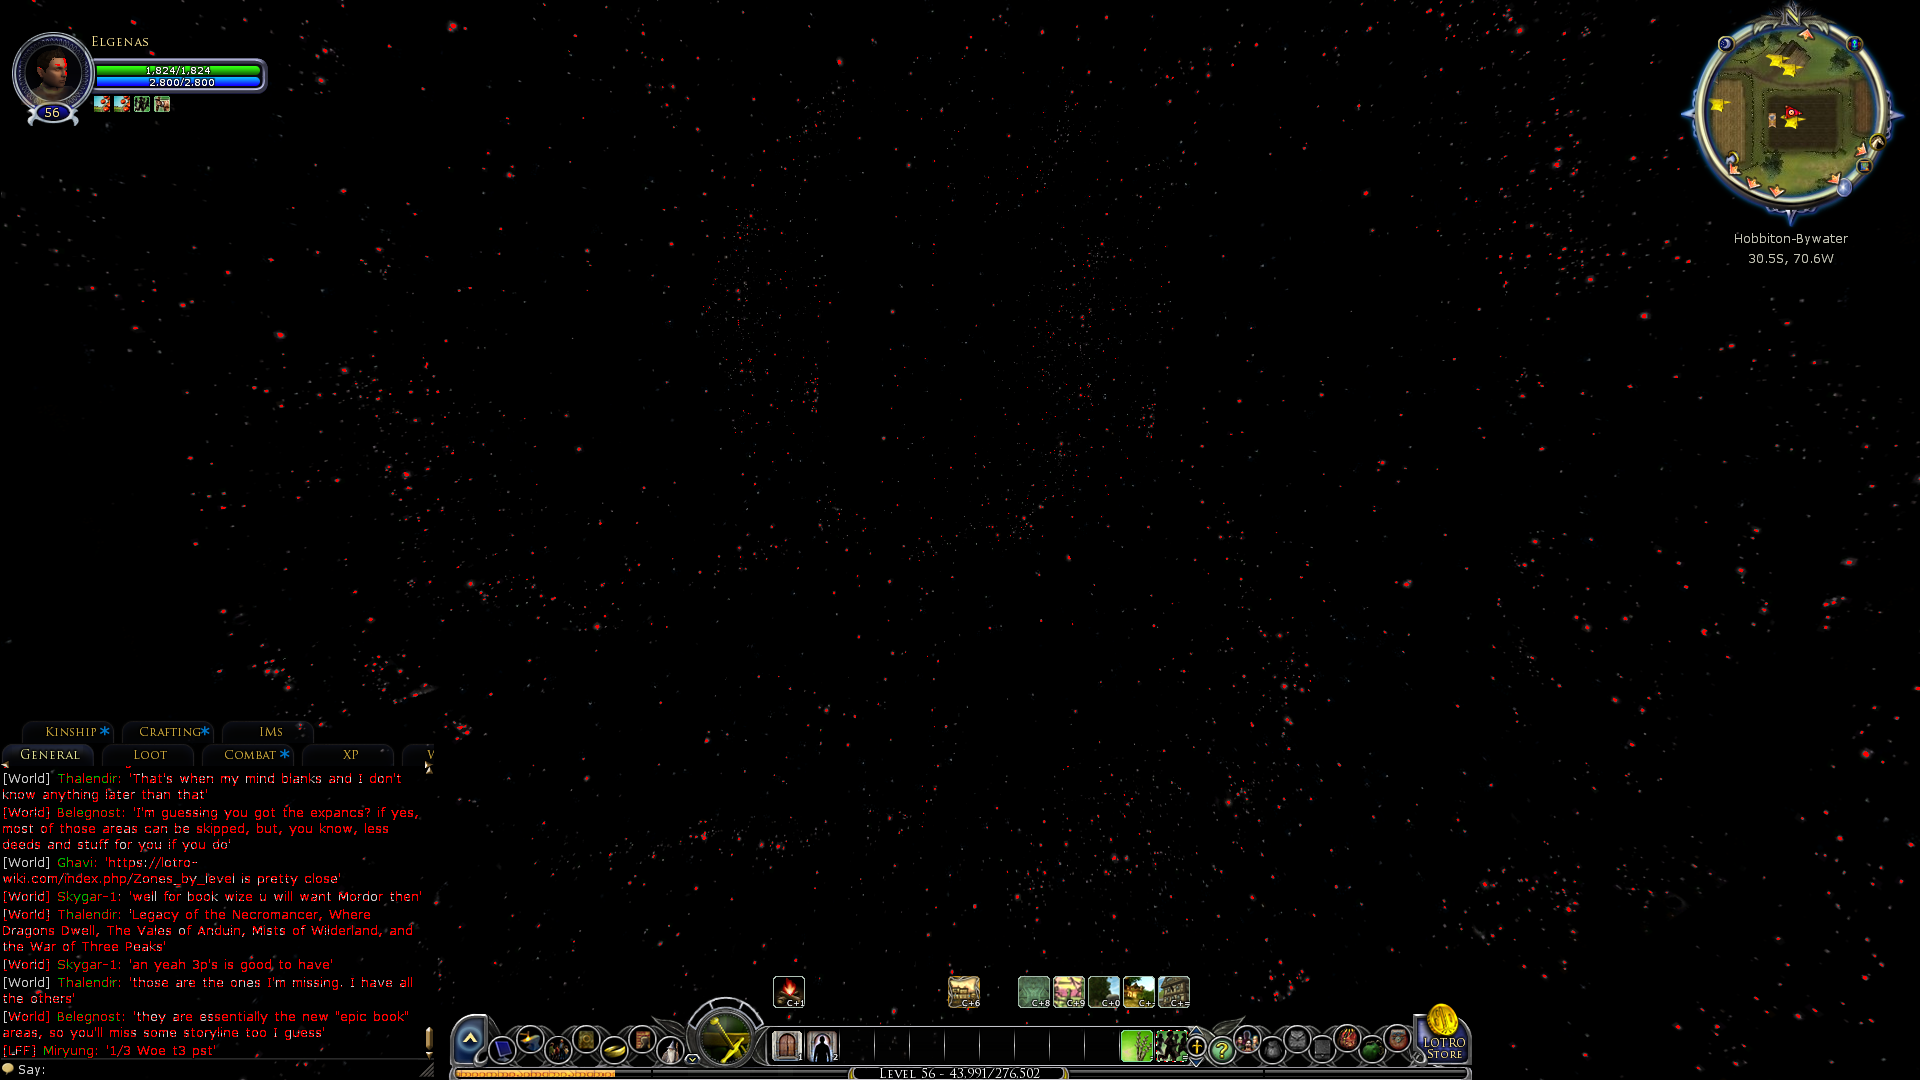 ELGENAS
1,824/1,824
2,800/2,800
56
N
Hobbiton-Bywater
30.5S, 70.6W
KINSHIP CRAFTING IMS
GENERAL LOOT COMBAT XP
[World] Thalendir: 'That's when my mind blanks and I don't
know anything later than that'
[World] Belegnost: 'I'm guessing you got the expancs? if yes,
most of those areas can be skipped, but, you know, less
deeds and stuff for you if you do'
[World] Ghavi: 'https://lotro-
wiki.com/index.php/Zones_by_level is pretty close'
[World] Skygar-1: 'well for book wize u will want Mordor then'
[World] Thalendir: 'Legacy of the Necromancer, Where
Dragons Dwell, The Vales of Anduin, Mists of Wilderland, and
the War of Three Peaks'
[World] Skygar-1: 'an yeah 3p's is good to have'
[World] Thalendir: 'those are the ones I'm missing. I have all
the others'
[World] Belegnost: 'they are essentially the new "epic book"
areas, so you'll miss some storyline too I guess'
[LFF] Miryung: '1/3 Woe t3 pst'
Say:
C+1 C+6 C+8 C+9 C+0 C+- C+=
1 2
LOTRO
STORE
LEVEL 56 - 43,991/276,502